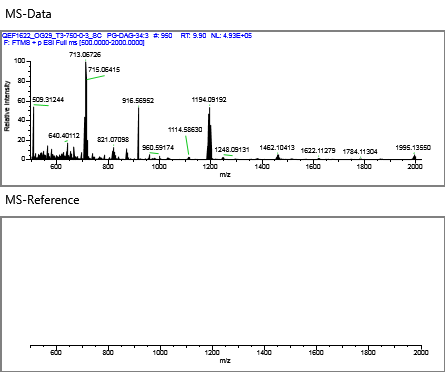 MS-Data
QEF1622_OG29_T3-750-0-3_SC PG-DAG-34:3 #: 950 RT: 9.90 NL: 4.93E+05
F: FTMS + p ESI Full ms [500.0000-2000.0000]
713.06726
715.06415
509.31244
916.56952
1194.09192
640.40112
821.07098
960.59174
1114.58630
1248.09131
1462.10413
1622.11279
1784.11304
1995.13550
100
80
60
40
20
0
Relative Intensity
600 800 1000 1200 1400 1600 1800 2000
m/z
MS-Reference
600 800 1000 1200 1400 1600 1800 2000
m/z